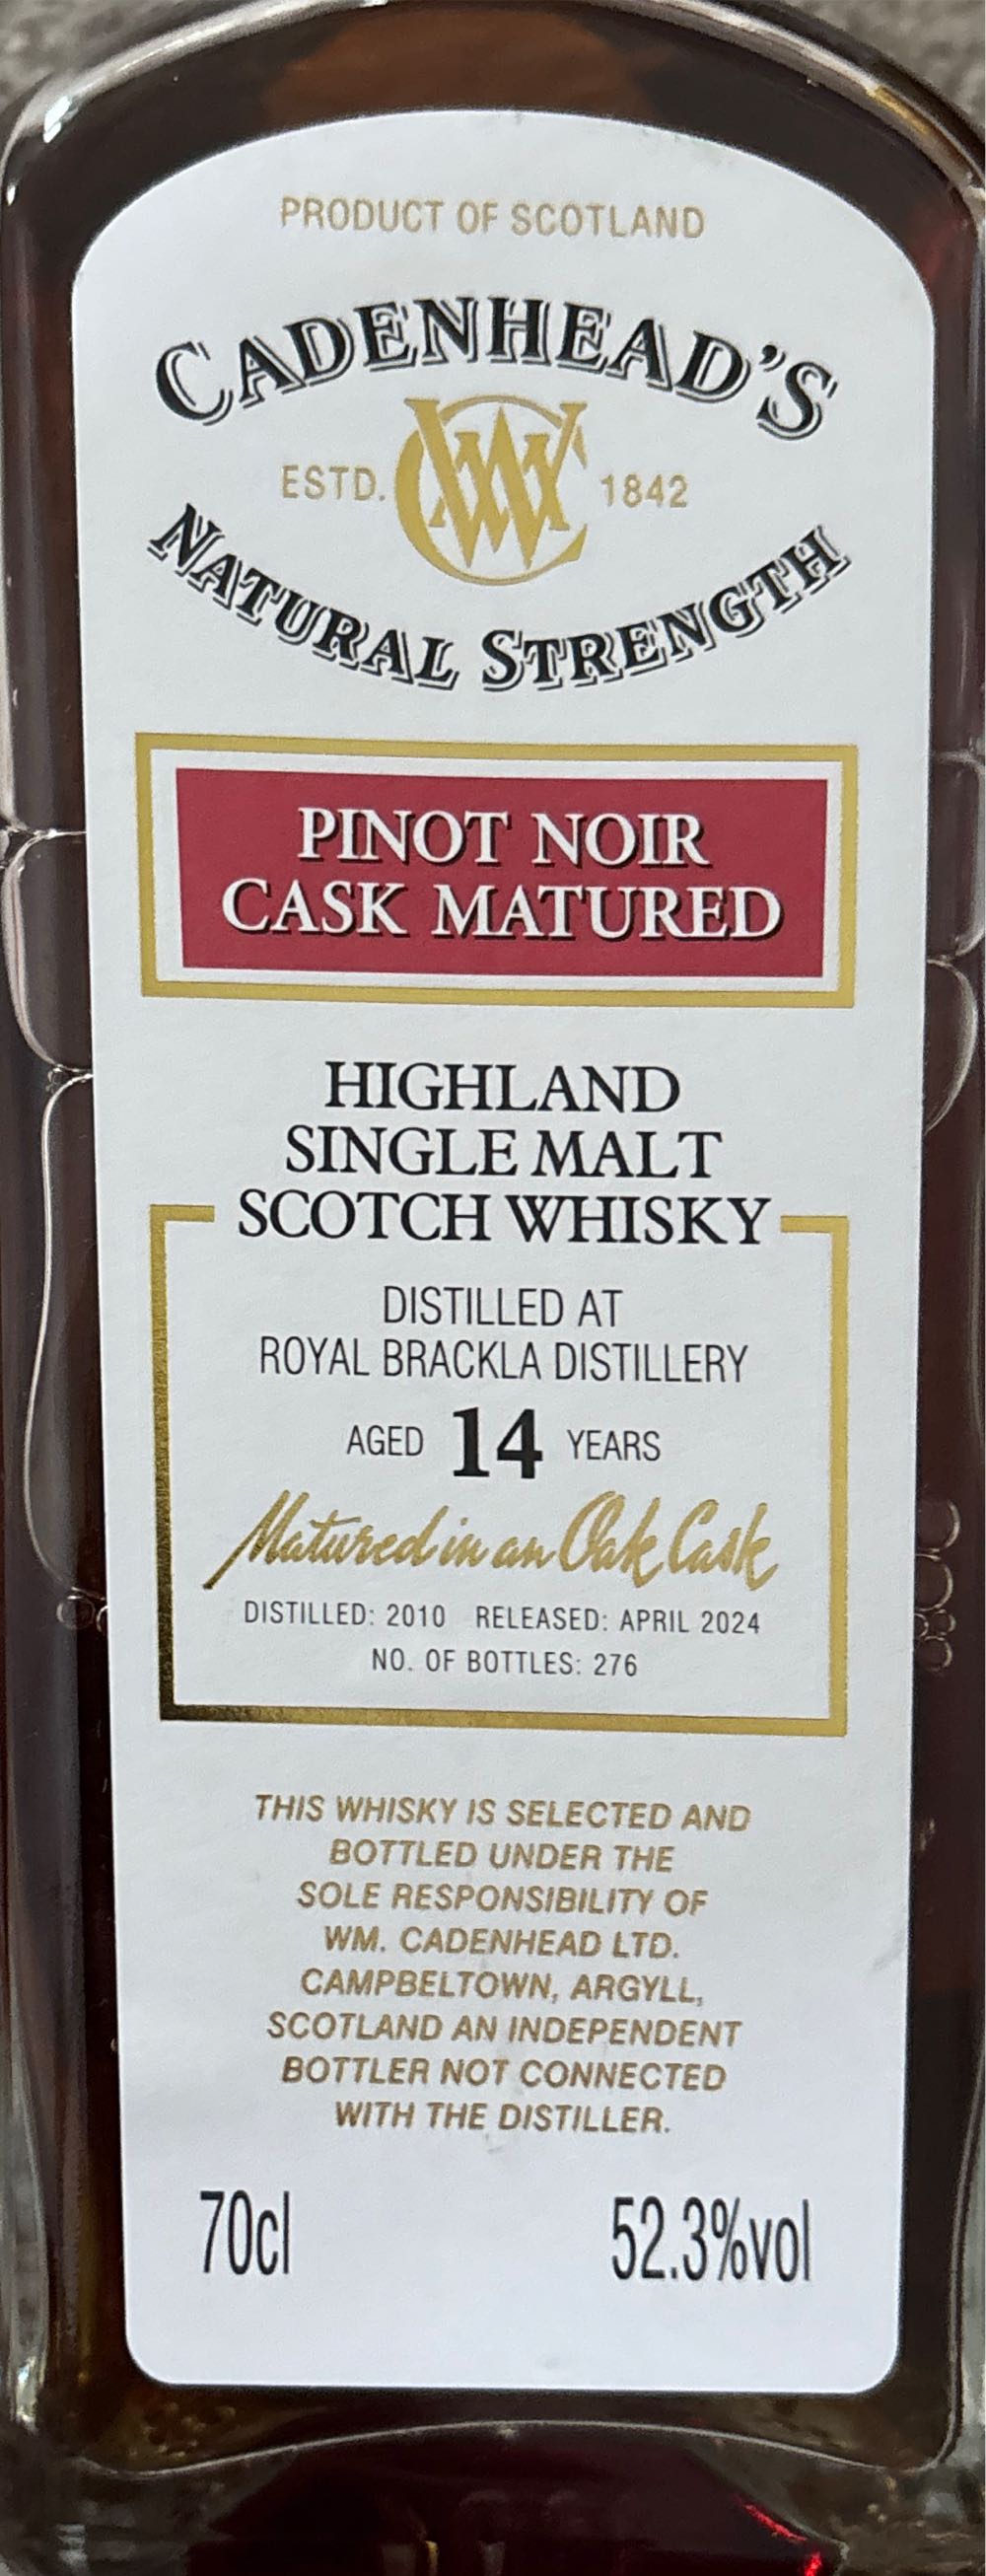 PRODUCT OF SCOTLAND
CADENHEAD'S
ESTD. WC 1842
NATURAL STRENGTH
PINOT NOIR
CASK MATURED
HIGHLAND
SINGLE MALT
SCOTCH WHISKY
DISTILLED AT
ROYAL BRACKLA DISTILLERY
AGED 14 YEARS
Matured in an Oak Cask
DISTILLED: 2010 RELEASED: APRIL 2024
NO. OF BOTTLES: 276
THIS WHISKY IS SELECTED AND
BOTTLED UNDER THE
SOLE RESPONSIBILITY OF
WM. CADENHEAD LTD.
CAMPBELTOWN, ARGYLL,
SCOTLAND AN INDEPENDENT
BOTTLER NOT CONNECTED
WITH THE DISTILLER.
70cl 52.3%vol